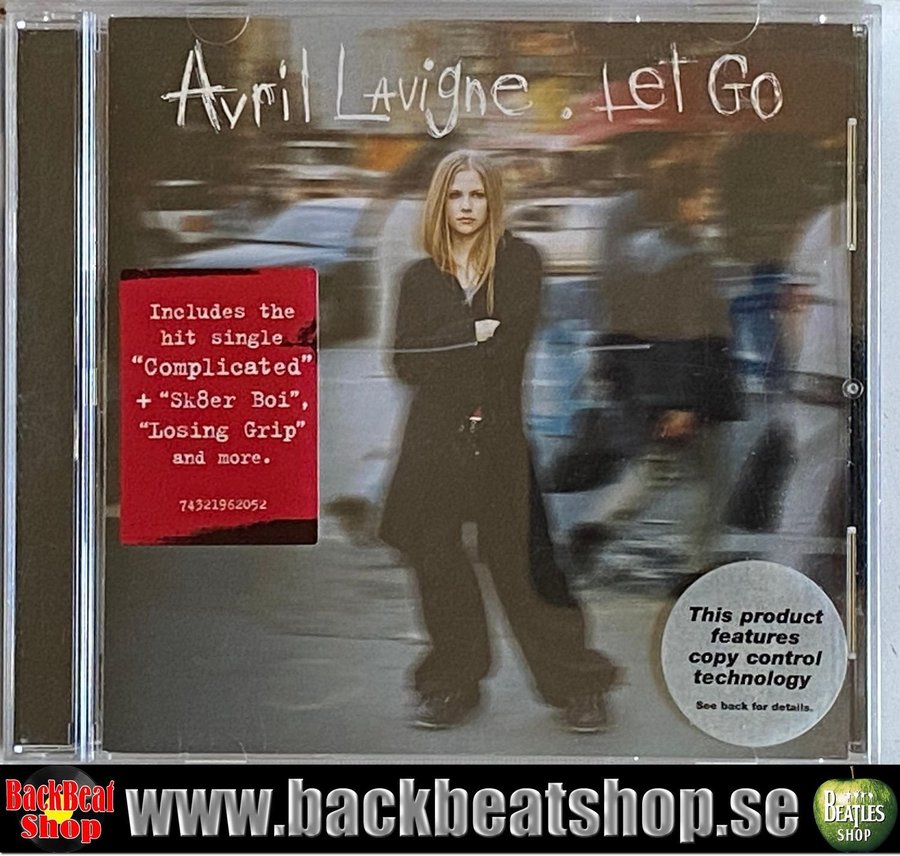 Avril Lavigne . Let Go
Includes the
hit single
"Complicated"
+ "Sk8er Boi",
"Losing Grip"
and more.
74321962052
This product
features
copy control
technology
See back for details.
BackBeat
Shop
www.backbeatshop.se
BEATLES
SHOP